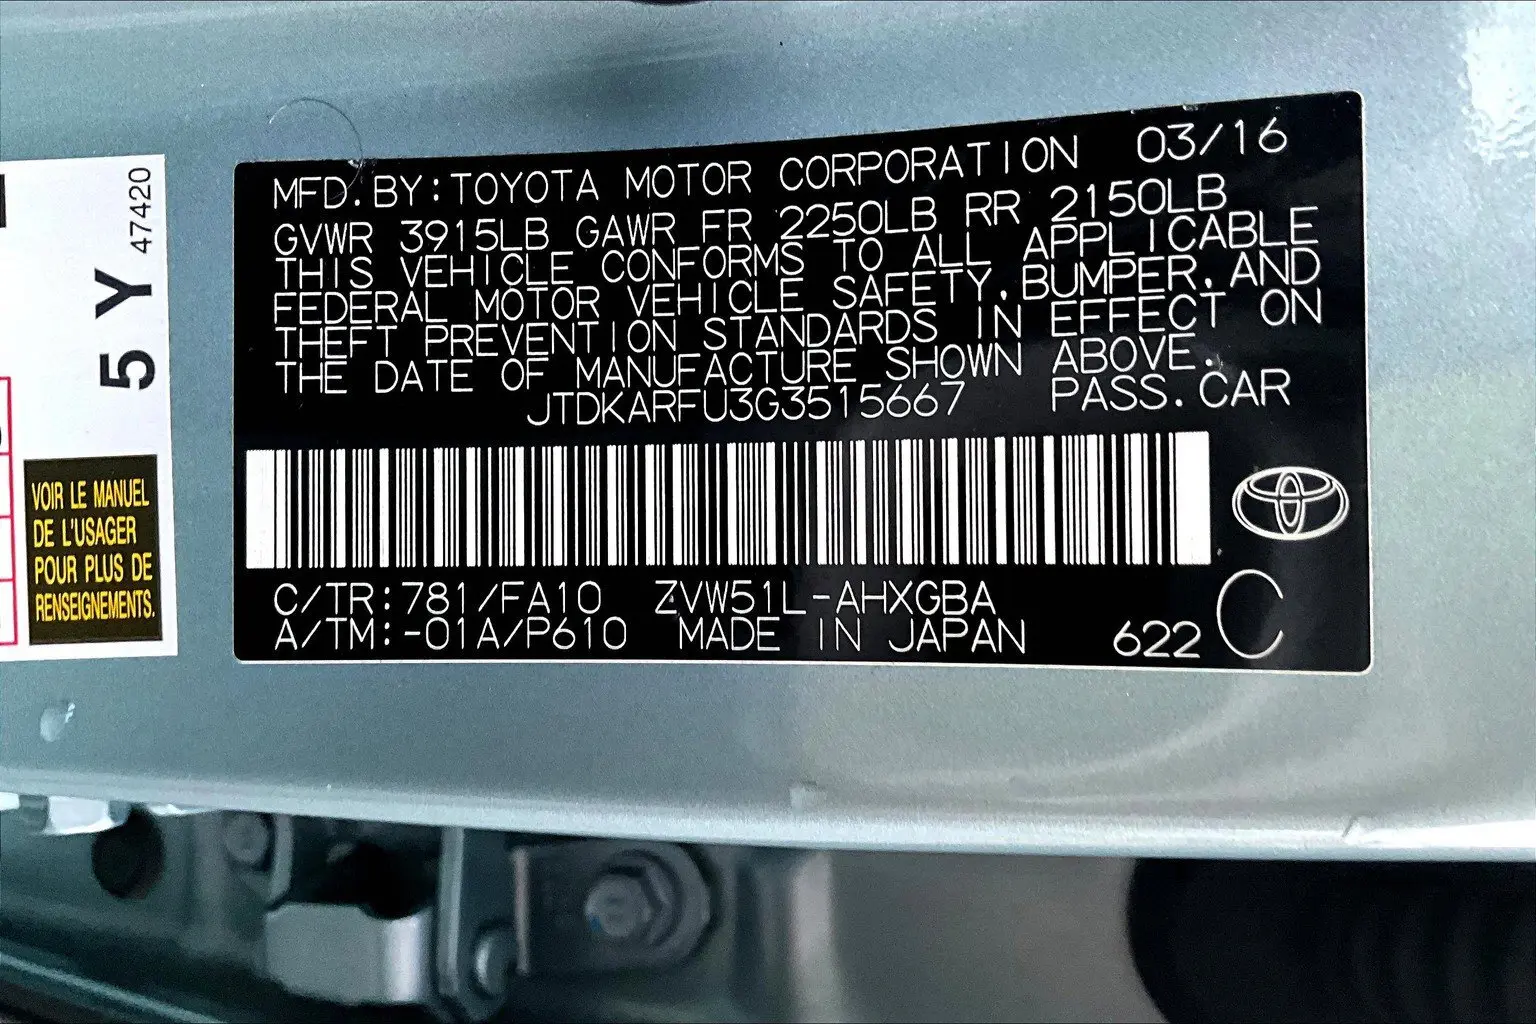 MFD.BY:TOYOTA MOTOR CORPORATION 03/16
GVWR 3915LB GAWR FR 2250LB RR 2150LB
THIS VEHICLE CONFORMS TO ALL APPLICABLE
FEDERAL MOTOR VEHICLE SAFETY,BUMPER,AND
THEFT PREVENTION STANDARDS IN EFFECT ON
THE DATE OF MANUFACTURE SHOWN ABOVE.
JTDKARFU3G3515667 PASS.CAR
C/TR:781/FA10 ZVW51L-AHXGBA
A/TM:-01A/P610 MADE IN JAPAN 622 C
5 Y 47420
VOIR LE MANUEL
DE L'USAGER
POUR PLUS DE
RENSEIGNEMENTS.